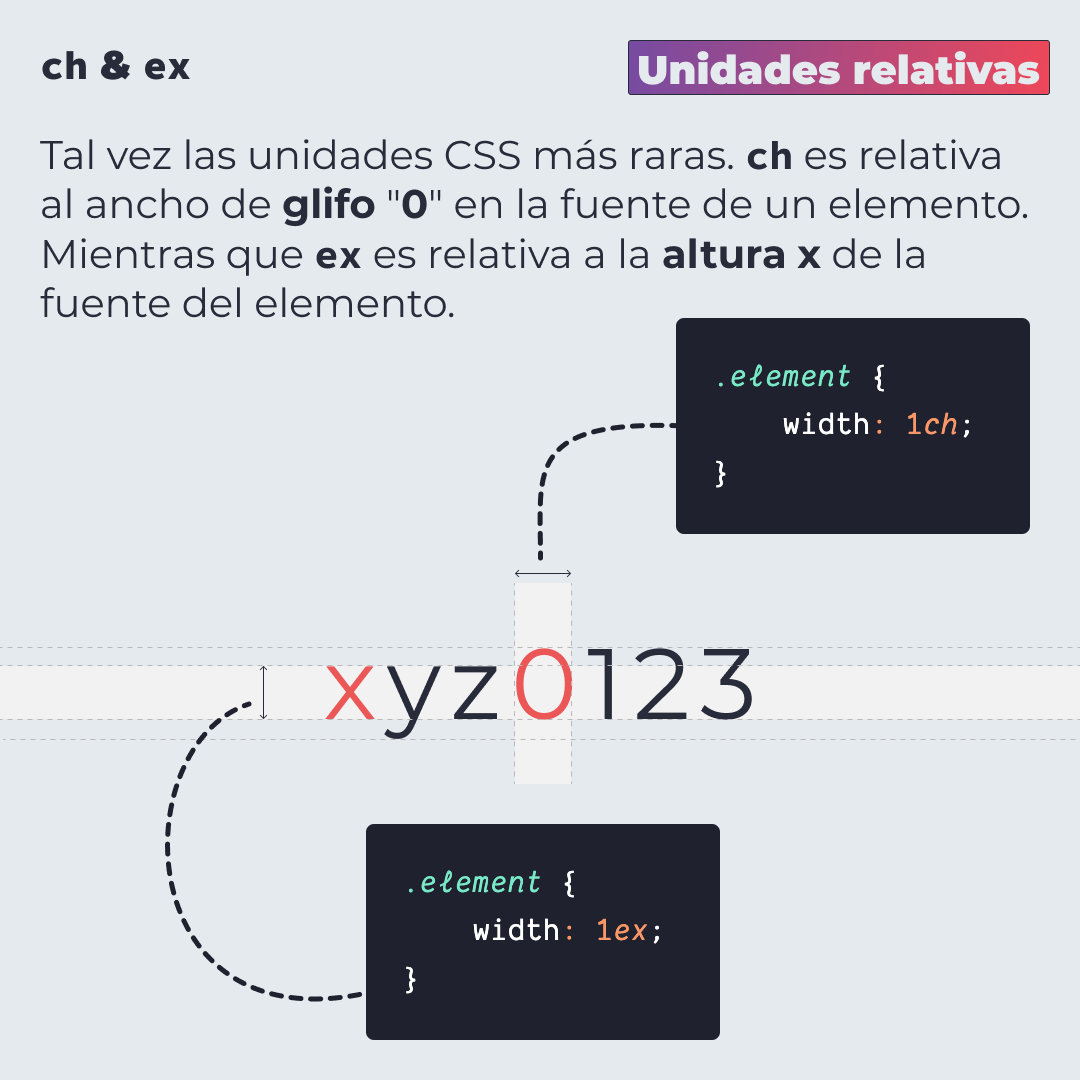 ch & ex
Unidades relativas
Tal vez las unidades CSS más raras. ch es relativa
al ancho de glifo "0" en la fuente de un elemento.
Mientras que ex es relativa a la altura x de la
fuente del elemento.
.element {
width: 1ch;
}
xyz0123
.element {
width: 1ex;
}